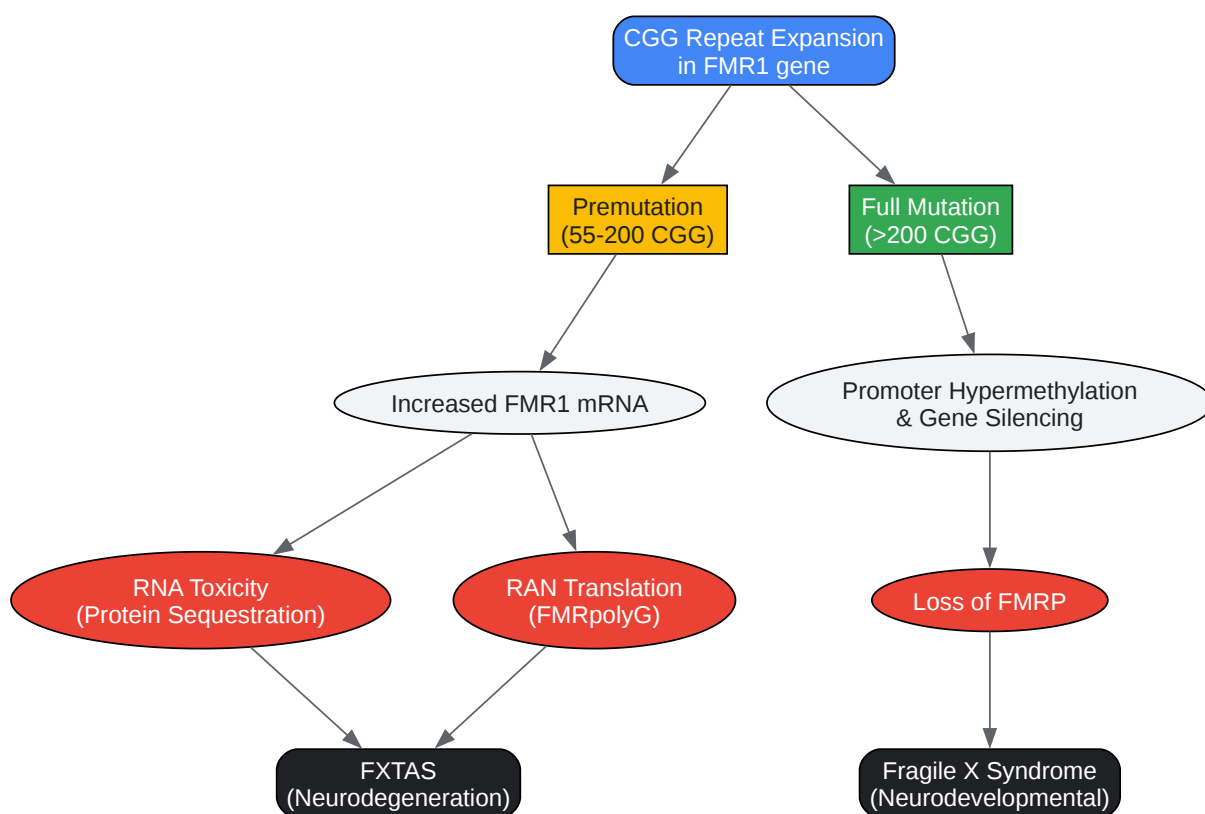 CGG Repeat Expansion
in FMR1 gene
Premutation
(55-200 CGG)
Full Mutation
(>200 CGG)
Increased FMR1 mRNA
Promoter Hypermethylation
& Gene Silencing
RNA Toxicity
(Protein Sequestration)
RAN Translation
(FMRpolyG)
Loss of FMRP
FXTAS
(Neurodegeneration)
Fragile X Syndrome
(Neurodevelopmental)